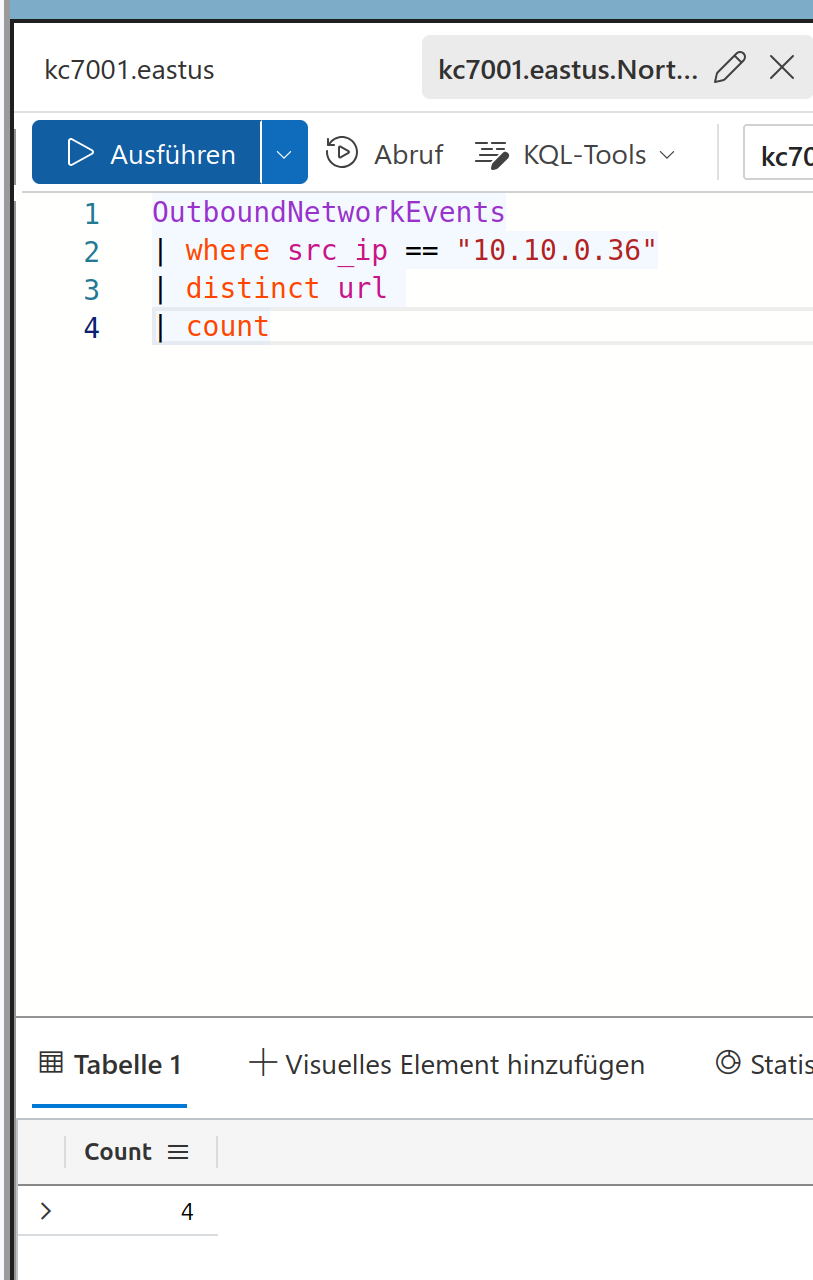 kc7001.eastus
kc7001.eastus.Nort...
Ausführen
Abruf
KQL-Tools
kc70
1 OutboundNetworkEvents
2 | where src_ip == "10.10.0.36"
3 | distinct url
4 | count
Tabelle 1
Visuelles Element hinzufügen
Statis
Count
4